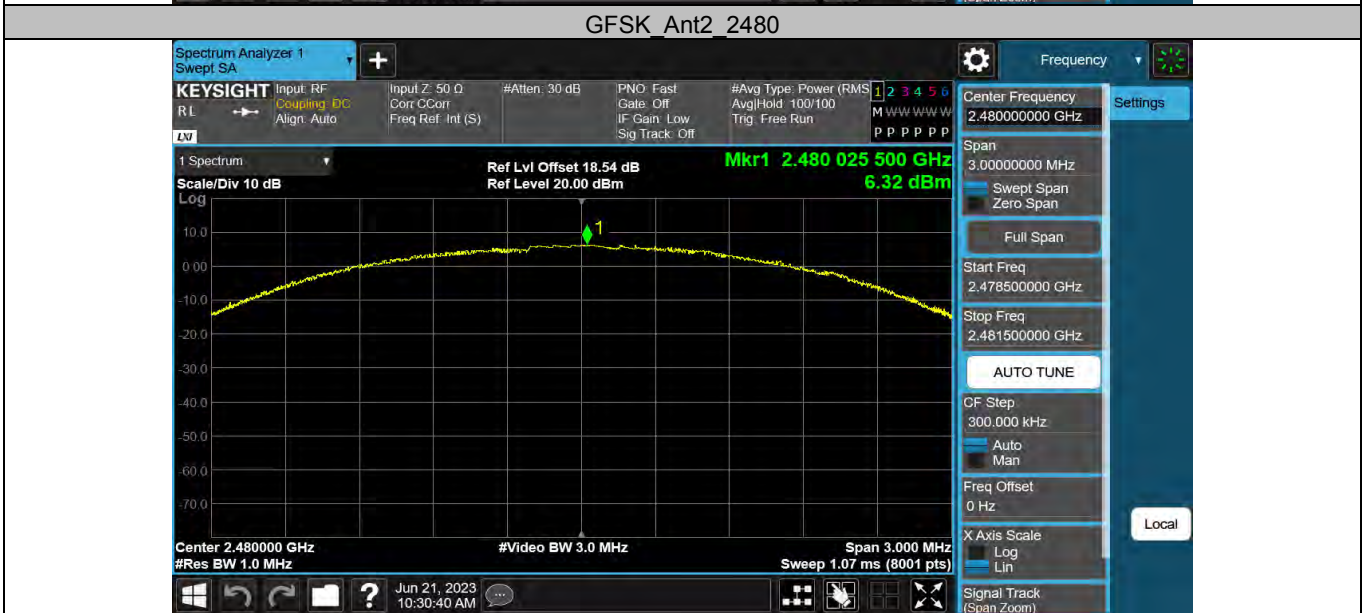 GFSK_Ant2_2480
Spectrum Analyzer 1
Swept SA
+
Frequency
KEYSIGHT
RL
LXI
Input: RF
Coupling: DC
Align: Auto
Input Z: 50 Ω
Corr CCorr
Freq Ref: Int (S)
#Atten: 30 dB
PNO: Fast
Gate: Off
IF Gain: Low
Sig Track: Off
#Avg Type: Power (RMS
Avg|Hold: 100/100
Trig: Free Run
1 2 3 4 5 6
M W W W W W
P P P P P P
1 Spectrum
Scale/Div 10 dB
Log
Ref Lvl Offset 18.54 dB
Ref Level 20.00 dBm
Mkr1 2.480 025 500 GHz
6.32 dBm
1
10.0
0.00
-10.0
-20.0
-30.0
-40.0
-50.0
-60.0
-70.0
Center 2.480000 GHz
#Res BW 1.0 MHz
#Video BW 3.0 MHz
Span 3.000 MHz
Sweep 1.07 ms (8001 pts)
?
Jun 21, 2023
10:30:40 AM
Center Frequency
2.480000000 GHz
Settings
Span
3.00000000 MHz
Swept Span
Zero Span
Full Span
Start Freq
2.478500000 GHz
Stop Freq
2.481500000 GHz
AUTO TUNE
CF Step
300.000 kHz
Auto
Man
Freq Offset
0 Hz
X Axis Scale
Log
Lin
Local
Signal Track
(Span Zoom)